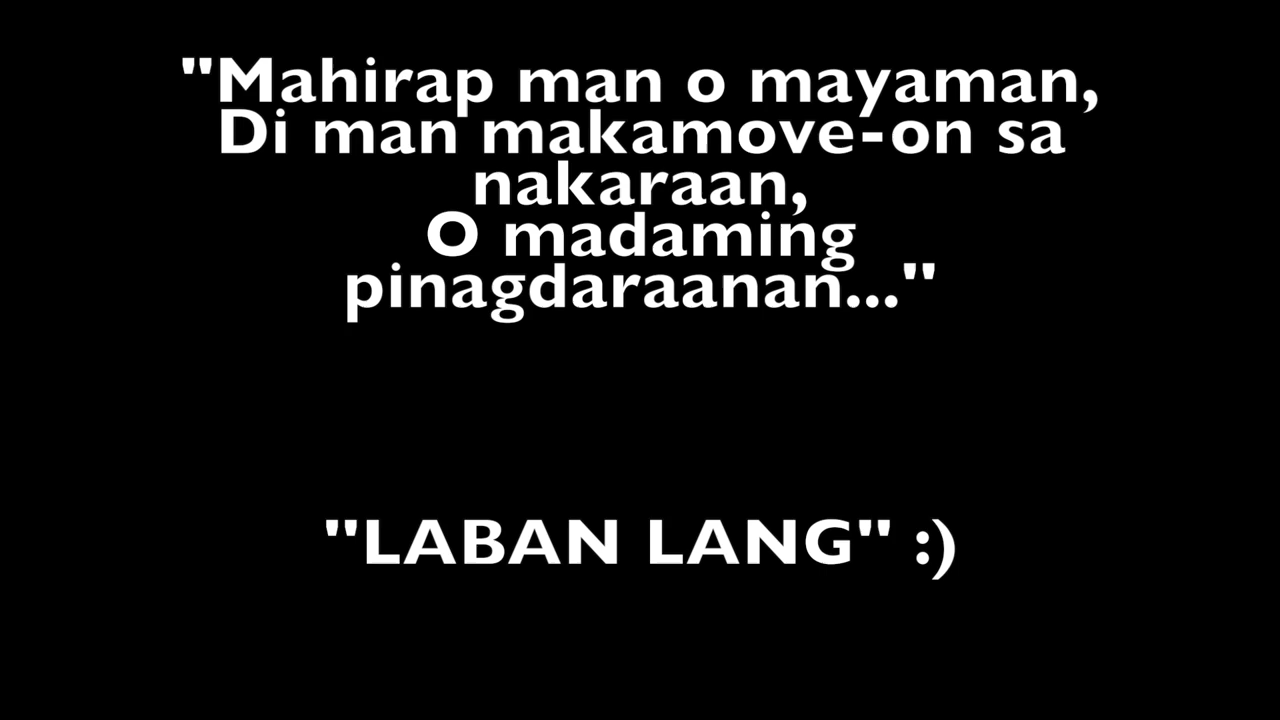 "Mahirap man o mayaman,
Di man makamove-on sa
nakaraan,
O madaming
pinagdaraanan..."
"LABAN LANG" :)